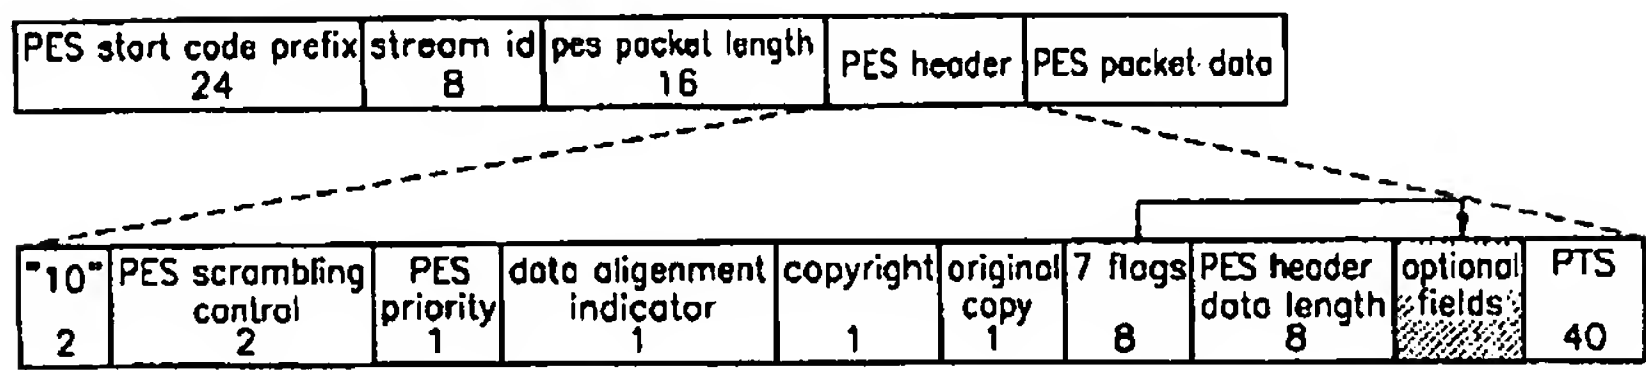 PES start code prefix
24
stream id
8
pes packet length
16
PES header
PES packet data
"10"
2
PES scrambling
control
2
PES
priority
1
data aligenment
indicator
1
copyright
1
original
copy
1
7 flags
8
PES header
data length
8
optional
fields
PTS
40